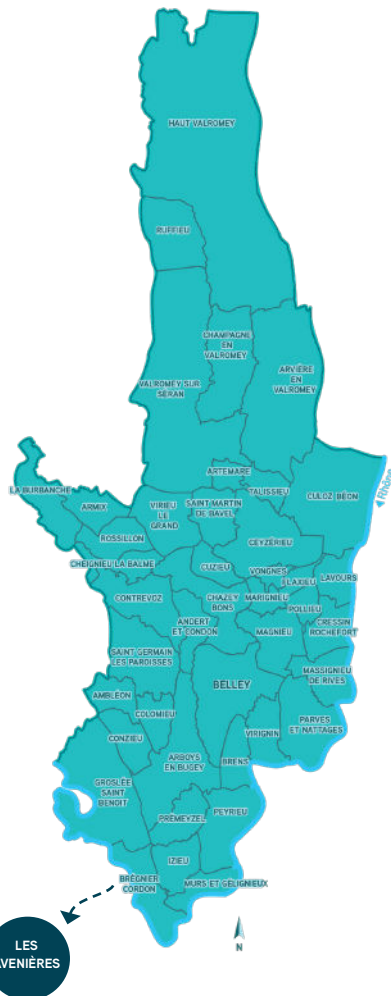 HAUT VALROMEY
RUFFIEU
CHAMPAGNE
EN
VALROMEY
ARVIÈRE
EN
VALROMEY
VALROMEY SUR
SÉRAN
ARTEMARE
TALISSIEU
CULOZ BÉON
Rhône
LA BURBANCHE
ARMIX
VIRIEU
LE
GRAND
SAINT MARTIN
DE BAVEL
ROSSILLON
CEYZÉRIEU
CHEIGNIEU LA BALME
CUZIEU
VONGNES
FLAXIEU
LAVOURS
CONTREVOZ
CHAZEY
BONS
MARIGNIEU
POLLIEU
ANDERT
ET CONDON
MAGNIEU
CRESSIN
ROCHEFORT
SAINT GERMAIN
LES PAROISSES
MASSIGNIEU
DE RIVES
BELLEY
AMBLÉON
COLOMIEU
PARVES
ET NATTAGES
CONZIEU
VIRIGNIN
ARBOYS
EN BUGEY
BRENS
GROSLÉE
SAINT
BENOIT
PEYRIEU
PRÉMEYZEL
IZIEU
BRÉGNIER
CORDON
MURS ET GÉLIGNIEUX
N
LES
AVENIÈRES